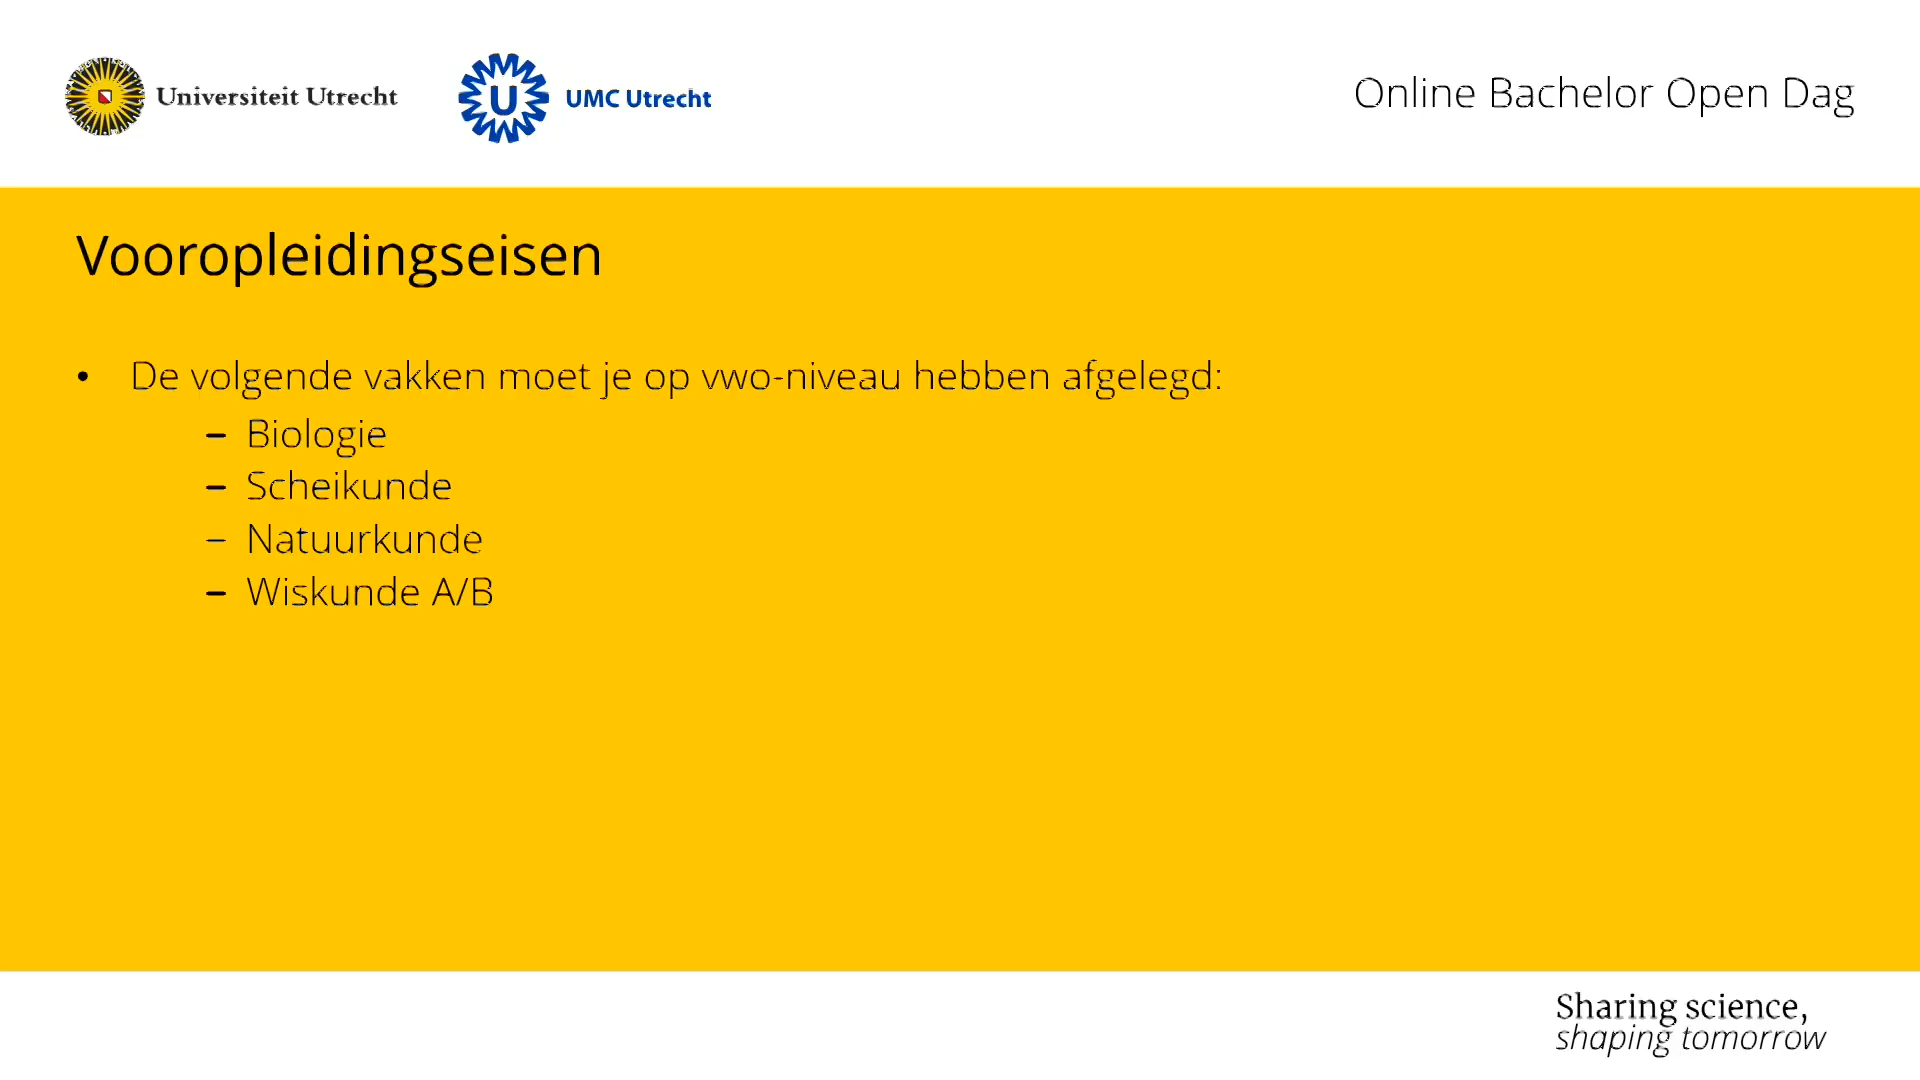 Universiteit Utrecht
UMC Utrecht
Online Bachelor Open Dag
Vooropleidingseisen
• De volgende vakken moet je op vwo-niveau hebben afgelegd:
– Biologie
– Scheikunde
– Natuurkunde
– Wiskunde A/B
Sharing science,
shaping tomorrow